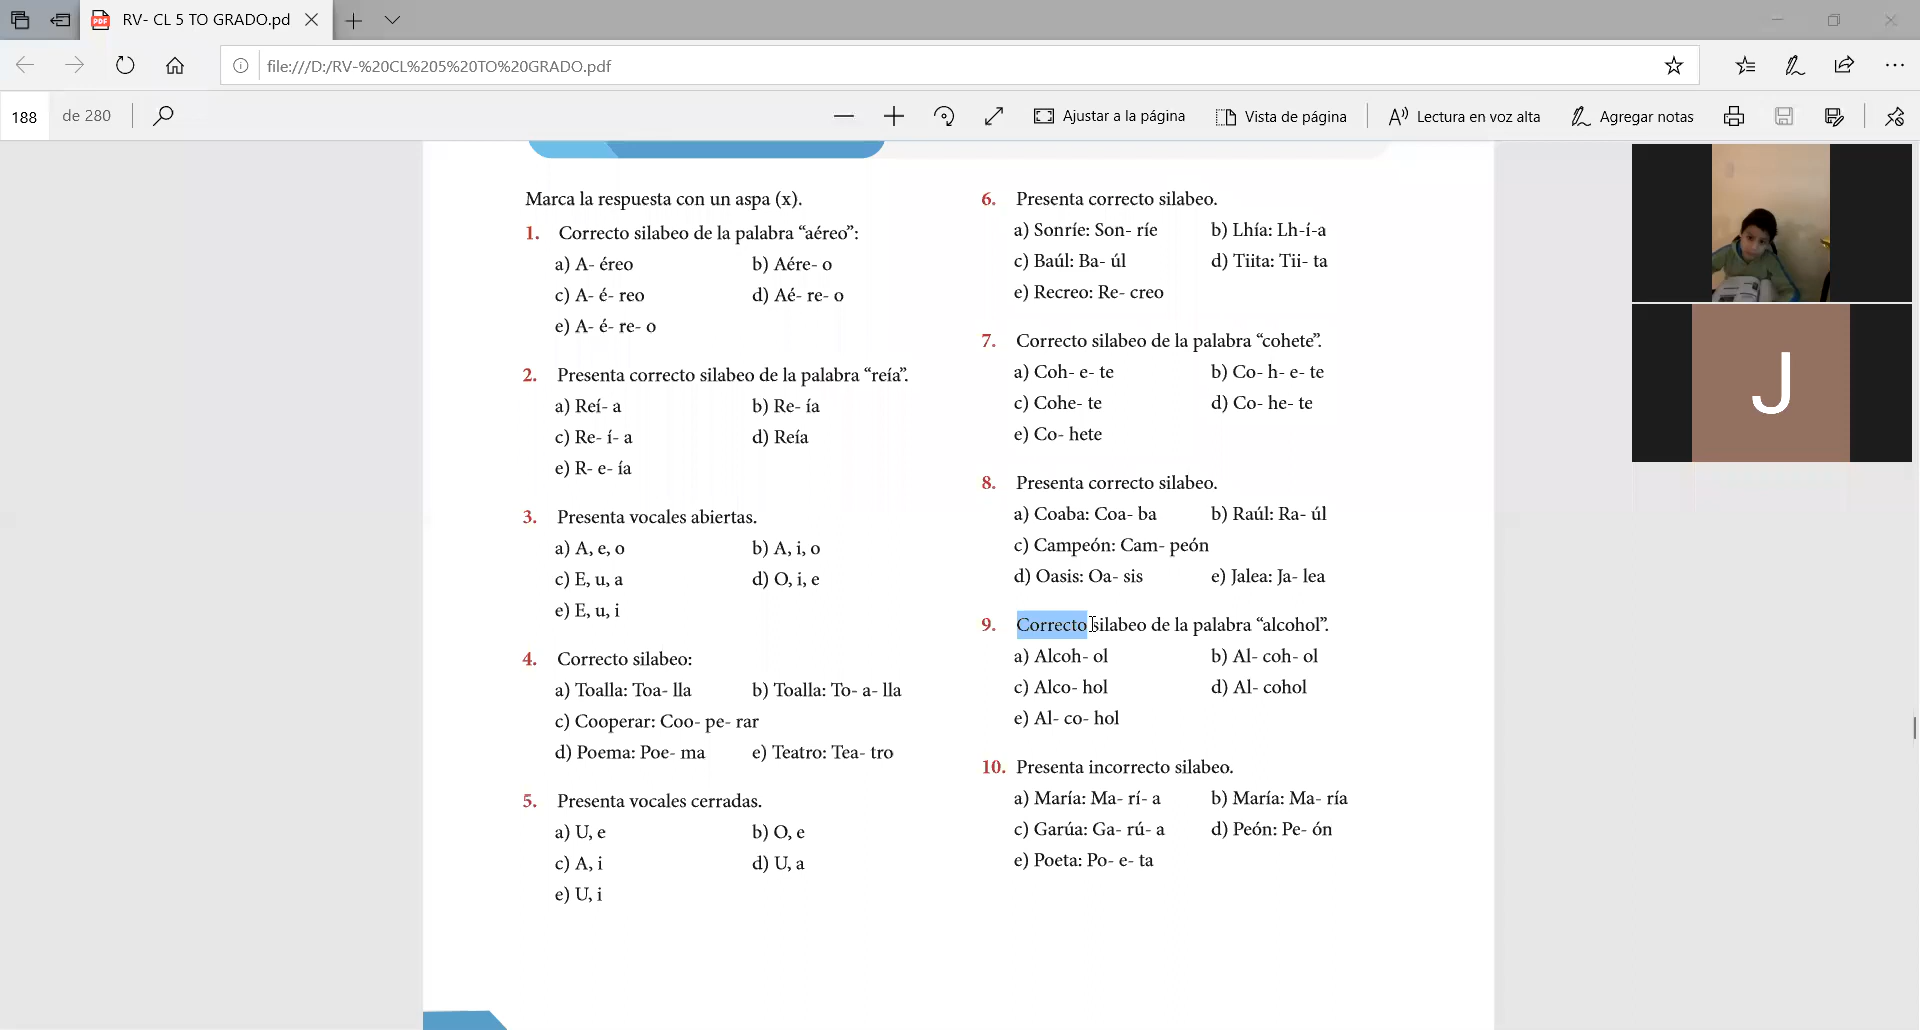 RV- CL 5 TO GRADO.pd
file:///D:/RV-%20CL%205%20TO%20GRADO.pdf
188 de 280
Ajustar a la página
Vista de página
Lectura en voz alta
Agregar notas
Marca la respuesta con un aspa (x).
1. Correcto silabeo de la palabra “aéreo”:
a) A- éreo b) Aére- o
c) A- é- reo d) Aé- re- o
e) A- é- re- o
2. Presenta correcto silabeo de la palabra “reía”.
a) Reí- a b) Re- ía
c) Re- í- a d) Reía
e) R- e- ía
3. Presenta vocales abiertas.
a) A, e, o b) A, i, o
c) E, u, a d) O, i, e
e) E, u, i
4. Correcto silabeo:
a) Toalla: Toa- lla b) Toalla: To- a- lla
c) Cooperar: Coo- pe- rar
d) Poema: Poe- ma e) Teatro: Tea- tro
5. Presenta vocales cerradas.
a) U, e b) O, e
c) A, i d) U, a
e) U, i
6. Presenta correcto silabeo.
a) Sonríe: Son- ríe b) Lhía: Lh-í-a
c) Baúl: Ba- úl d) Tiita: Tii- ta
e) Recreo: Re- creo
7. Correcto silabeo de la palabra “cohete”.
a) Coh- e- te b) Co- h- e- te
c) Cohe- te d) Co- he- te
e) Co- hete
8. Presenta correcto silabeo.
a) Coaba: Coa- ba b) Raúl: Ra- úl
c) Campeón: Cam- peón
d) Oasis: Oa- sis e) Jalea: Ja- lea
9. Correcto silabeo de la palabra “alcohol”.
a) Alcoh- ol b) Al- coh- ol
c) Alco- hol d) Al- cohol
e) Al- co- hol
10. Presenta incorrecto silabeo.
a) María: Ma- rí- a b) María: Ma- ría
c) Garúa: Ga- rú- a d) Peón: Pe- ón
e) Poeta: Po- e- ta
J